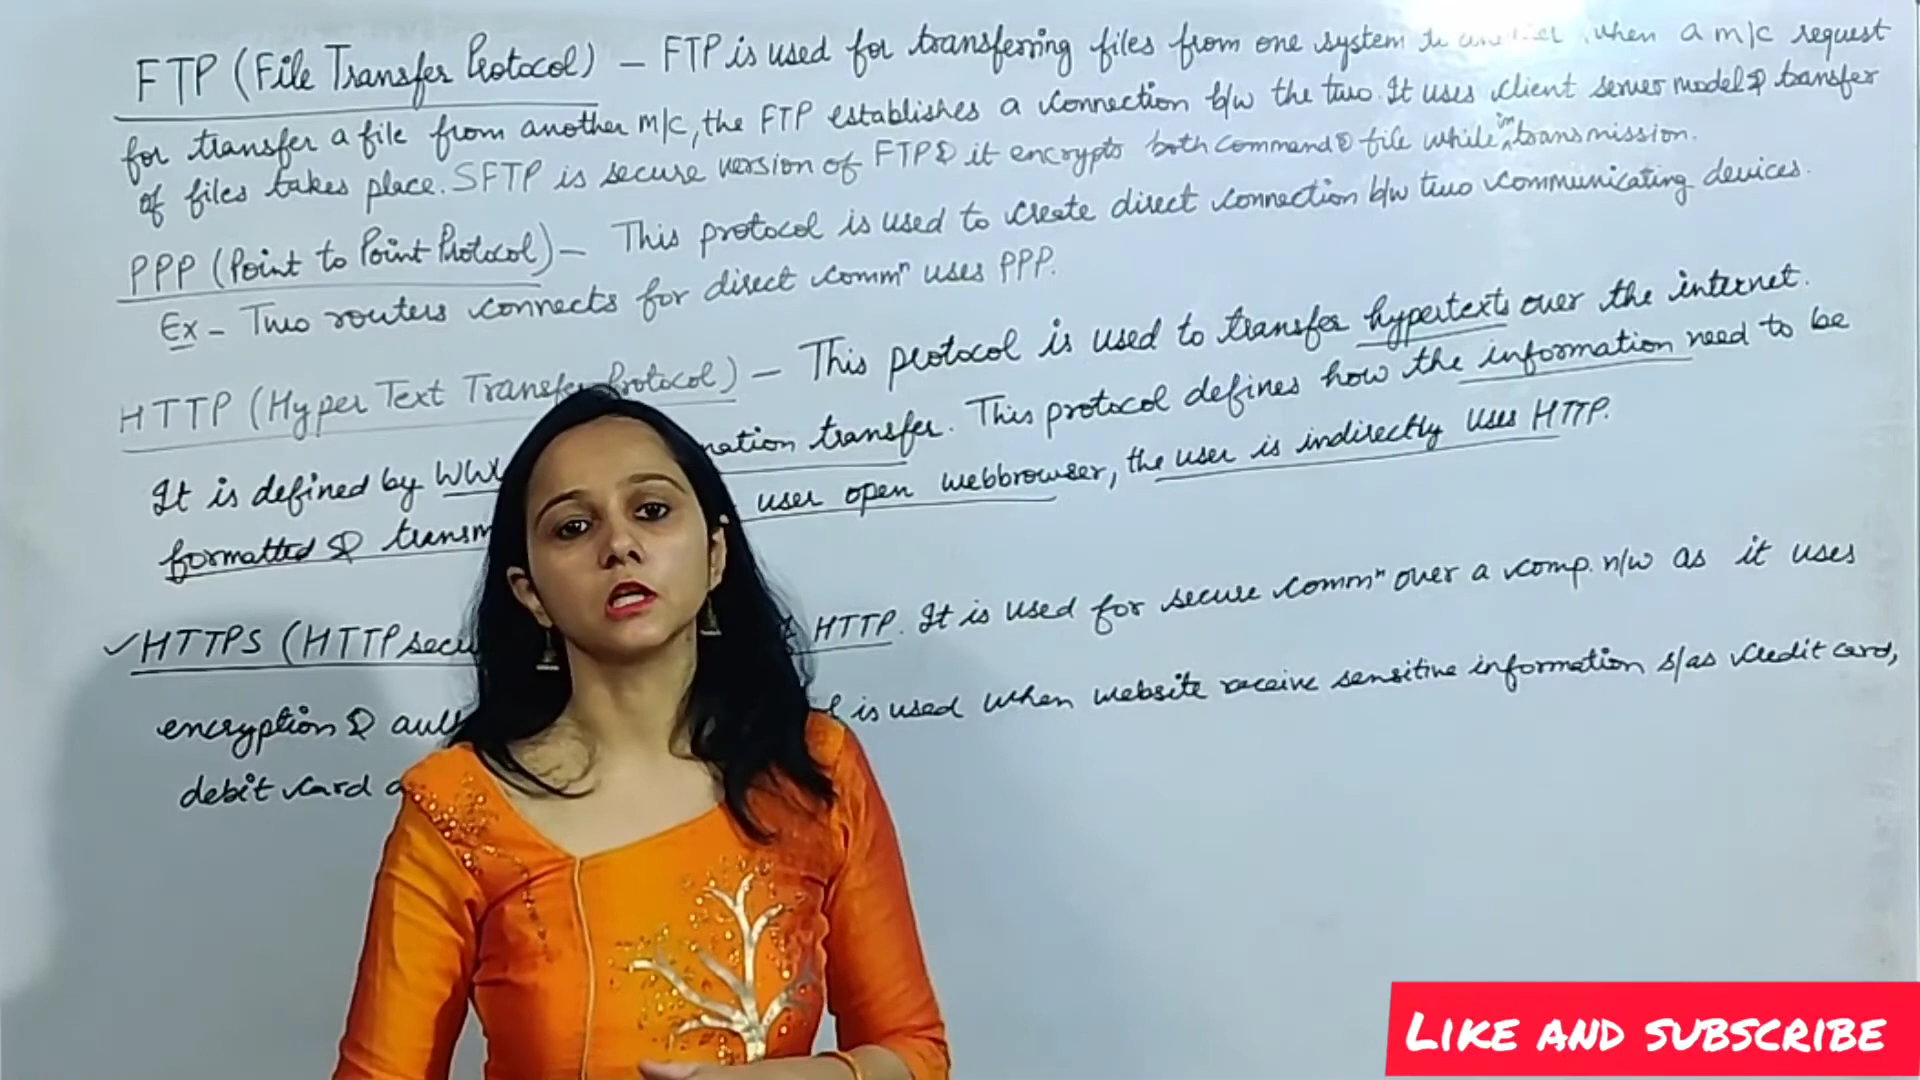 FTP (File Transfer Protocol) – FTP is used for transferring files from one system when a m/c request
for transfer a file from another m/c, the FTP establishes a connection b/w the two. It uses client server model & transfer
of files takes place. SFTP is secure version of FTP & it encrypts both command & file while in transmission.
PPP (Point to Point Protocol) – This protocol is used to create direct connection b/w two communicating devices.
Ex – Two routers connects for direct commⁿ uses PPP.
HTTP (Hyper Text Transfer Protocol) – This protocol is used to transfer hypertexts over the internet.
It is defined by transfer. This protocol defines how the information need to be
formatted & user open webbrowser, the user is indirectly uses HTTP.
✓ HTTPS (HTTP HTTP. It is used for secure commⁿ over a comp. n/w as it uses
encryption & is used when website receive sensitive information s/as credit card,
debit card
LIKE AND SUBSCRIBE